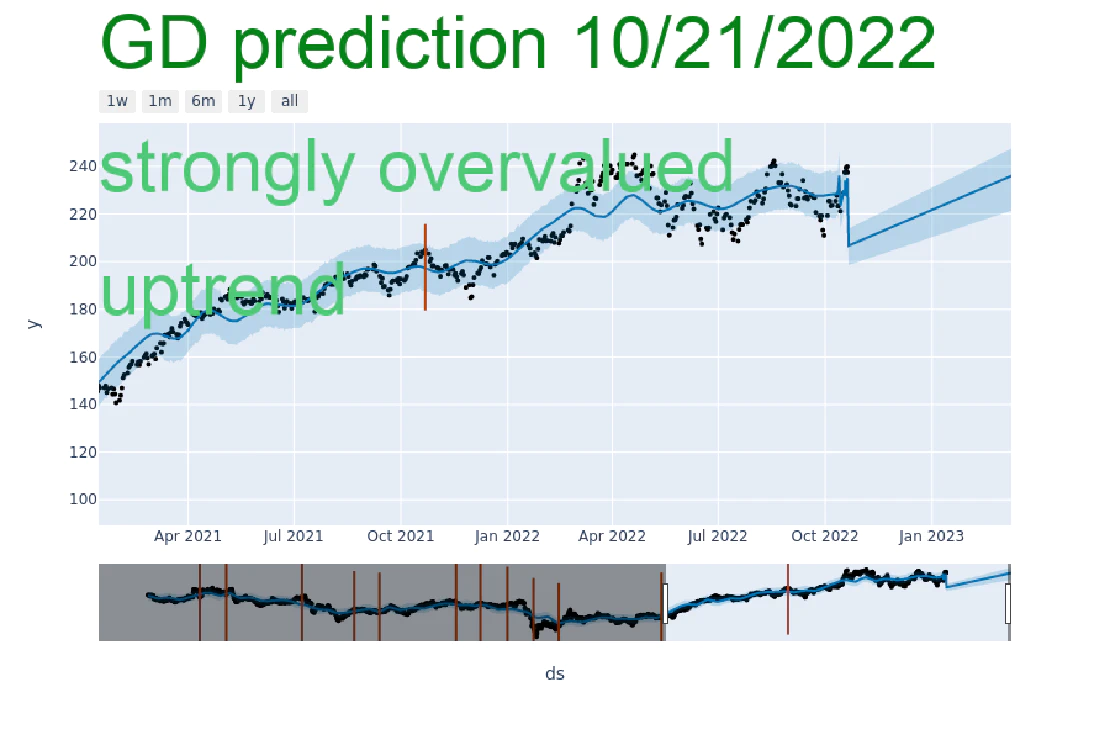 GD prediction 10/21/2022
1w 1m 6m 1y all
strongly overvalued
uptrend
240
220
200
180
160
140
120
100
y
Apr 2021 Jul 2021 Oct 2021 Jan 2022 Apr 2022 Jul 2022 Oct 2022 Jan 2023
ds